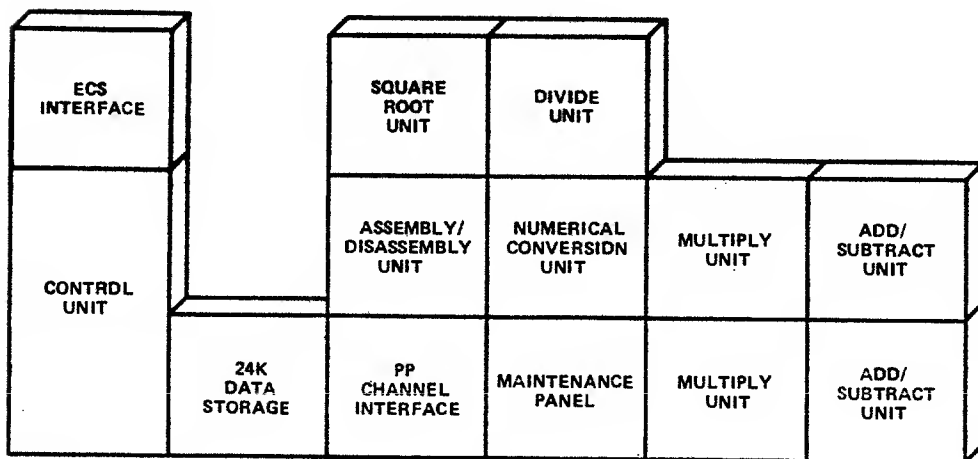 ECS
INTERFACE
SQUARE
ROOT
UNIT
DIVIDE
UNIT
CONTRDL
UNIT
ASSEMBLY/
DISASSEMBLY
UNIT
NUMERICAL
CONVERSIDN
UNIT
MULTIPLY
UNIT
ADD/
SUBTRACT
UNIT
24K
DATA
STORAGE
PP
CHANNEL
INTERFACE
MAINTENANCE
PANEL
MULTIPLY
UNIT
ADD/
SUBTRACT
UNIT